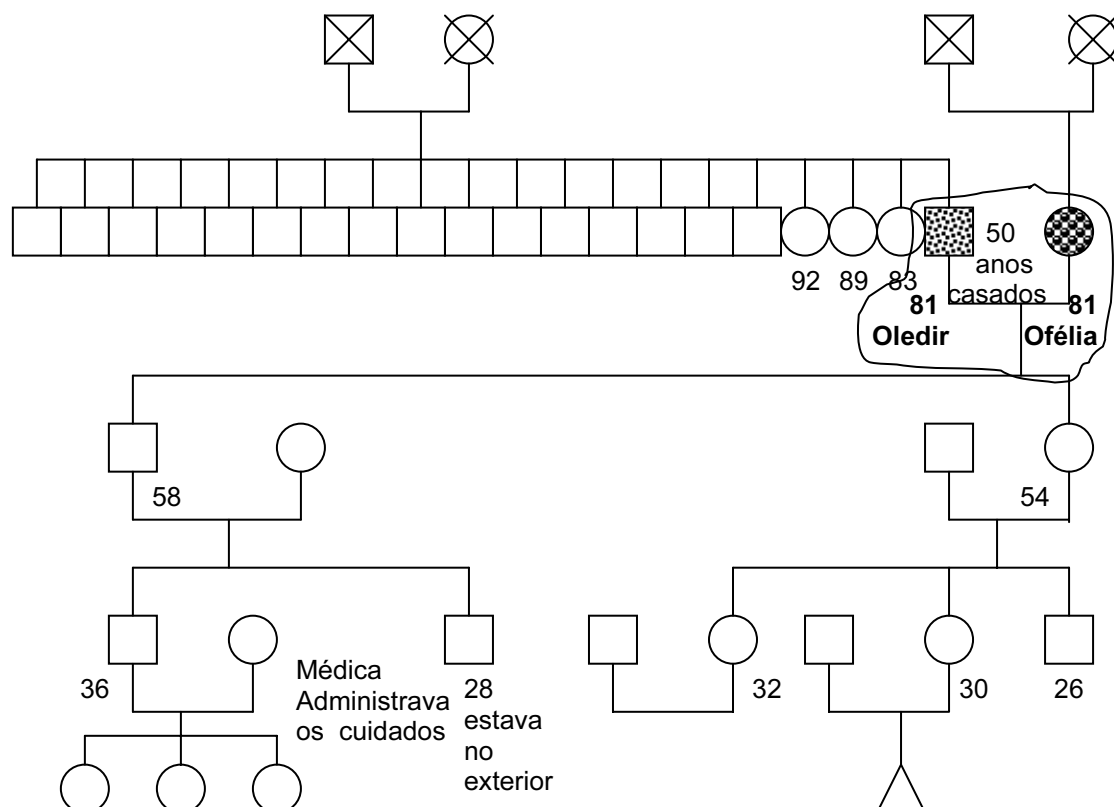 50
anos
casados
92
89
83
81
Oledir
81
Ofélia
58
54
36
Médica
Administrava
os cuidados
28
estava
no
exterior
32
30
26